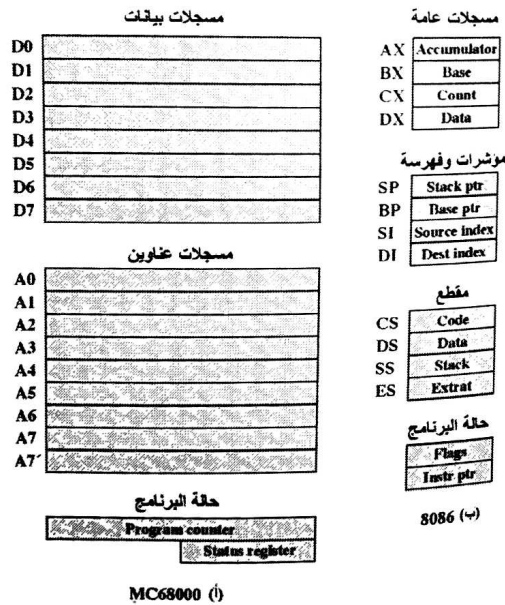 مسجلات بيانات
D0
D1
D2
D3
D4
D5
D6
D7
مسجلات عناوين
A0
A1
A2
A3
A4
A5
A6
A7
A7´
حالة البرنامج
Program counter
Status register
MC68000 (أ)
مسجلات عامة
AX Accumulator
BX Base
CX Count
DX Data
مؤشرات وفهرسة
SP Stack ptr
BP Base ptr
SI Source index
DI Dest index
مقطع
CS Code
DS Data
SS Stack
ES Extrat
حالة البرنامج
Flags
Instr ptr
8086 (ب)